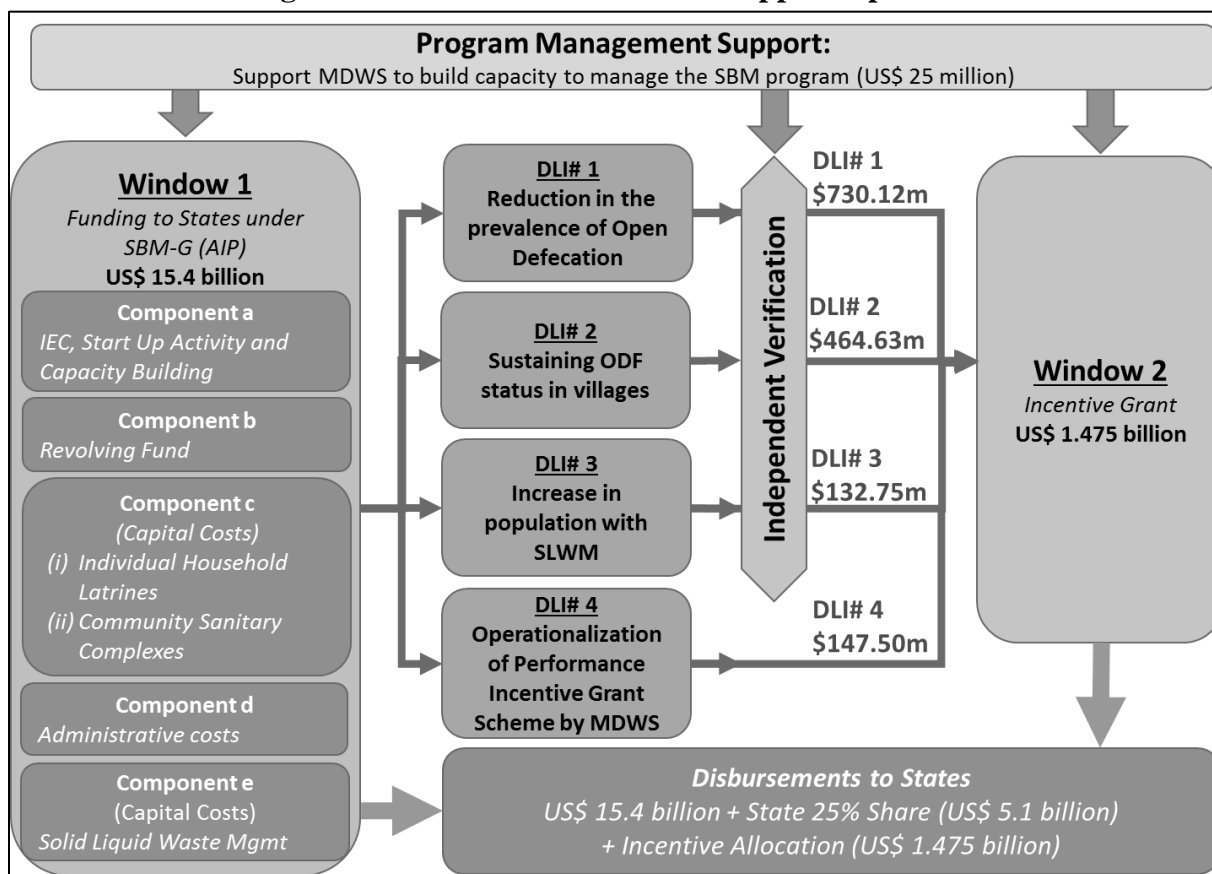 Program Management Support:
Support MDWS to build capacity to manage the SBM program (US$ 25 million)
Window 1
Funding to States under
SBM-G (AIP)
US$ 15.4 billion
Component a
IEC, Start Up Activity and
Capacity Building
Component b
Revolving Fund
Component c
(Capital Costs)
(i) Individual Household
Latrines
(ii) Community Sanitary
Complexes
Component d
Administrative costs
Component e
(Capital Costs)
Solid Liquid Waste Mgmt
DLI# 1
Reduction in the
prevalence of Open
Defecation
DLI# 2
Sustaining ODF
status in villages
DLI# 3
Increase in
population with
SLWM
DLI# 4
Operationalization
of Performance
Incentive Grant
Scheme by MDWS
Independent Verification
DLI# 1
$730.12m
DLI# 2
$464.63m
DLI# 3
$132.75m
DLI# 4
$147.50m
Window 2
Incentive Grant
US$ 1.475 billion
Disbursements to States
US$ 15.4 billion + State 25% Share (US$ 5.1 billion)
+ Incentive Allocation (US$ 1.475 billion)